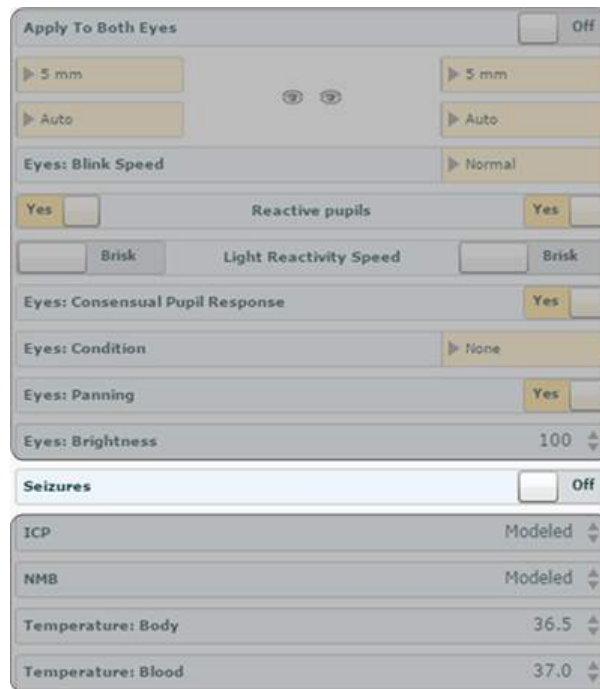 Apply To Both Eyes Off
5 mm 5 mm
Auto Auto
Eyes: Blink Speed Normal
Yes Reactive pupils Yes
Brisk Light Reactivity Speed Brisk
Eyes: Consensual Pupil Response Yes
Eyes: Condition None
Eyes: Panning Yes
Eyes: Brightness 100
Seizures Off
ICP Modeled
NMB Modeled
Temperature: Body 36.5
Temperature: Blood 37.0